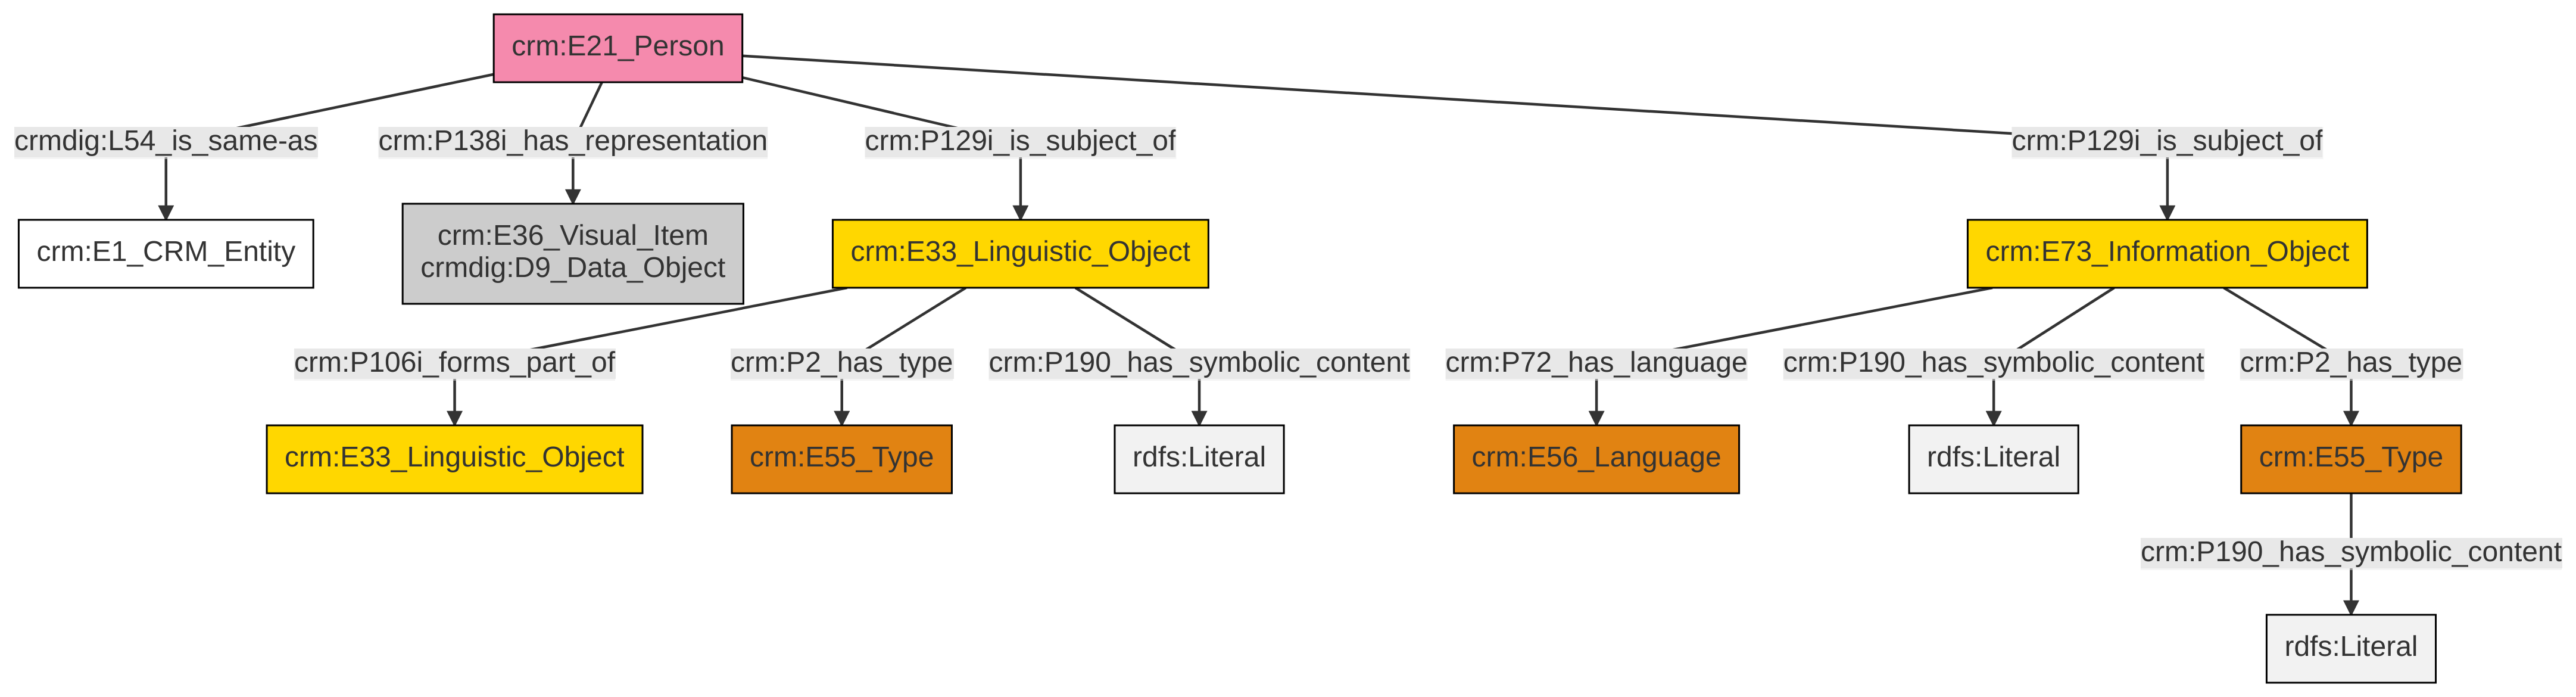 crm:E21_Person
crmdig:L54_is_same-as
crm:P138i_has_representation
crm:P129i_is_subject_of
crm:P129i_is_subject_of
crm:E1_CRM_Entity
crm:E36_Visual_Item
crmdig:D9_Data_Object
crm:E33_Linguistic_Object
crm:E73_Information_Object
crm:P106i_forms_part_of
crm:P2_has_type
crm:P190_has_symbolic_content
crm:P72_has_language
crm:P190_has_symbolic_content
crm:P2_has_type
crm:E33_Linguistic_Object
crm:E55_Type
rdfs:Literal
crm:E56_Language
rdfs:Literal
crm:E55_Type
crm:P190_has_symbolic_content
rdfs:Literal